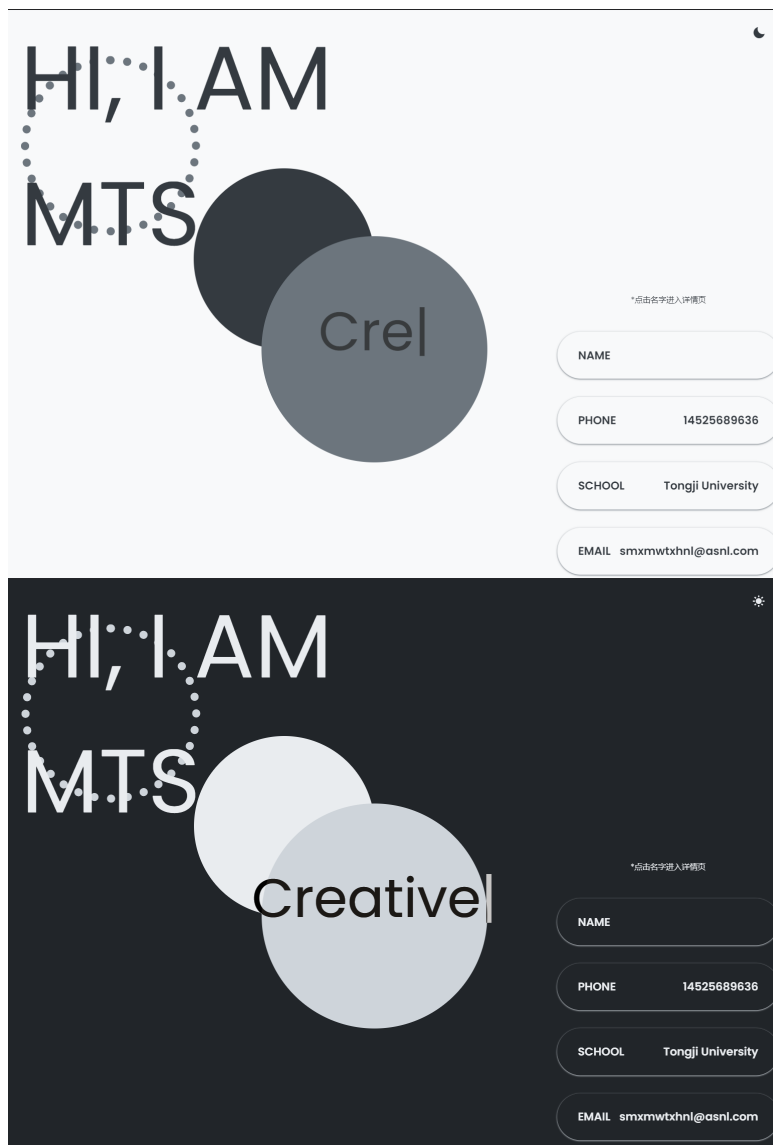 HI, I AM
MTS
Cre|
*点击名字进入详情页
NAME
PHONE 14525689636
SCHOOL Tongji University
EMAIL smxmwtxhnl@asnl.com
HI, I AM
MTS
Creative|
*点击名字进入详情页
NAME
PHONE 14525689636
SCHOOL Tongji University
EMAIL smxmwtxhnl@asnl.com